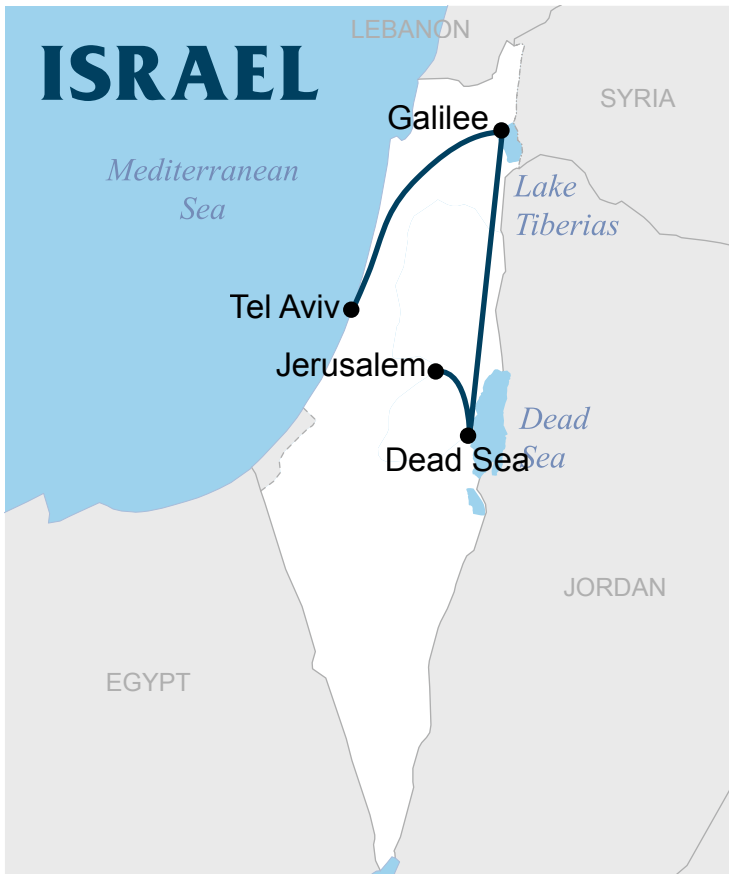 LEBANON
ISRAEL
SYRIA
Galilee
Mediterranean
Sea
Lake
Tiberias
Tel Aviv
Jerusalem
Dead
Sea
Dead Sea
JORDAN
EGYPT